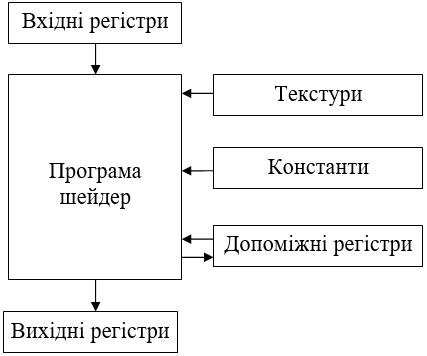 Вхідні регістри
Текстури
Програма
шейдер
Константи
Допоміжні регістри
Вихідні регістри